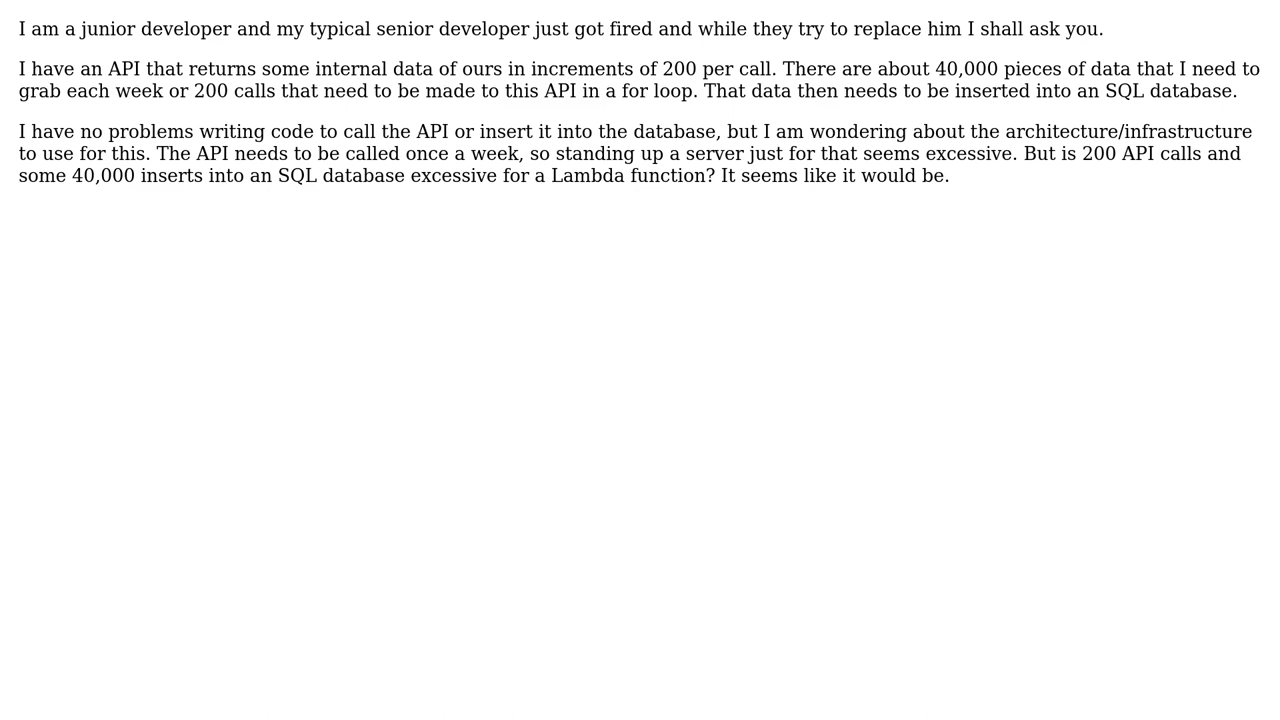 I am a junior developer and my typical senior developer just got fired and while they try to replace him I shall ask you.
I have an API that returns some internal data of ours in increments of 200 per call. There are about 40,000 pieces of data that I need to
grab each week or 200 calls that need to be made to this API in a for loop. That data then needs to be inserted into an SQL database.
I have no problems writing code to call the API or insert it into the database, but I am wondering about the architecture/infrastructure
to use for this. The API needs to be called once a week, so standing up a server just for that seems excessive. But is 200 API calls and
some 40,000 inserts into an SQL database excessive for a Lambda function? It seems like it would be.